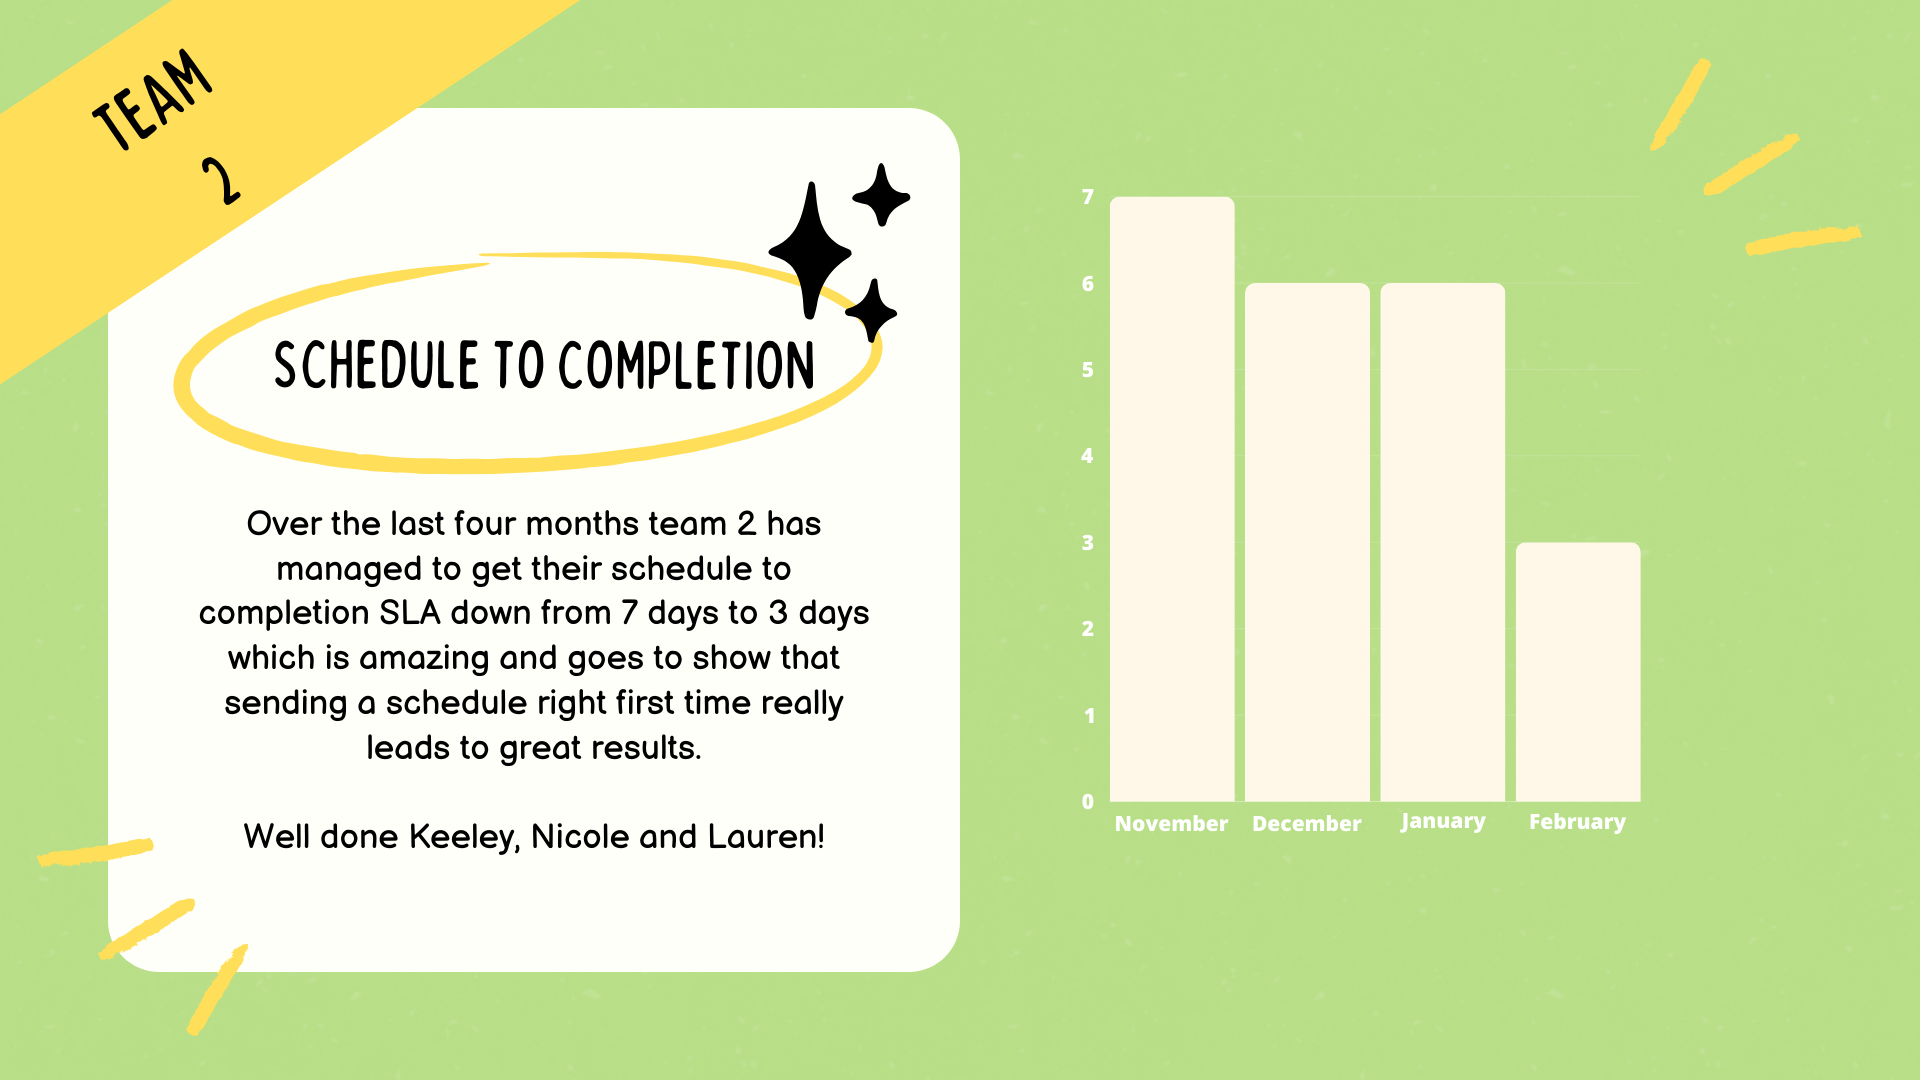 TEAM
2
SCHEDULE TO COMPLETION
Over the last four months team 2 has
managed to get their schedule to
completion SLA down from 7 days to 3 days
which is amazing and goes to show that
sending a schedule right first time really
leads to great results.
Well done Keeley, Nicole and Lauren!
7
6
5
4
3
2
1
0
November December January February